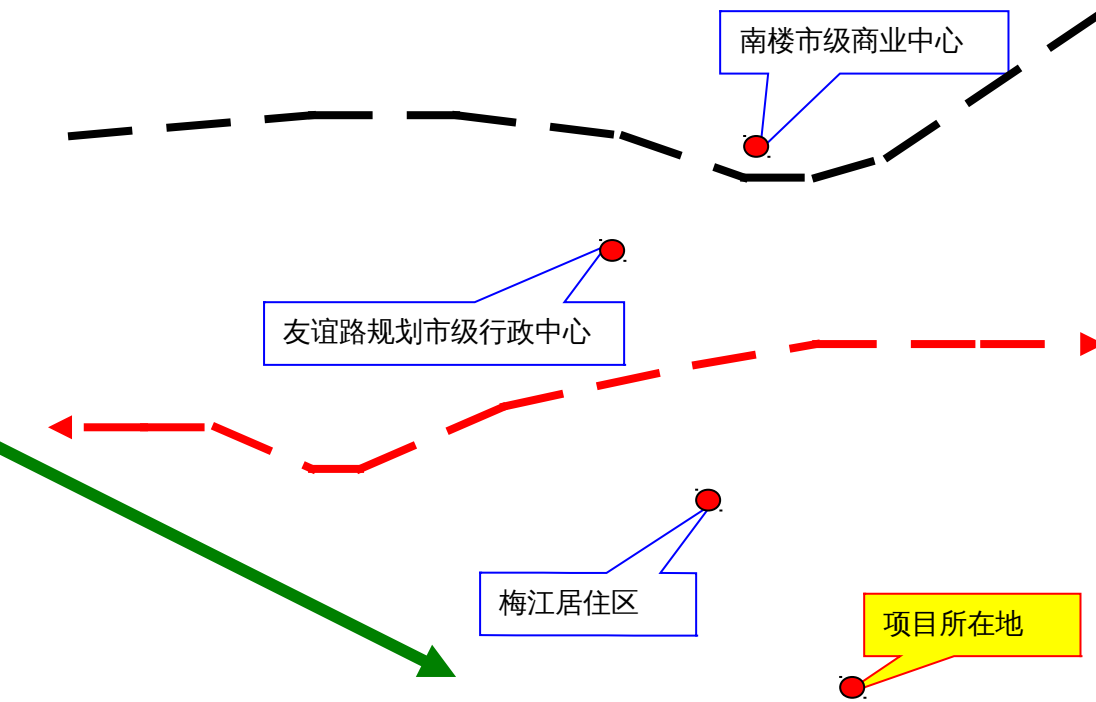 南楼市级商业中心
友谊路规划市级行政中心
梅江居住区
项目所在地